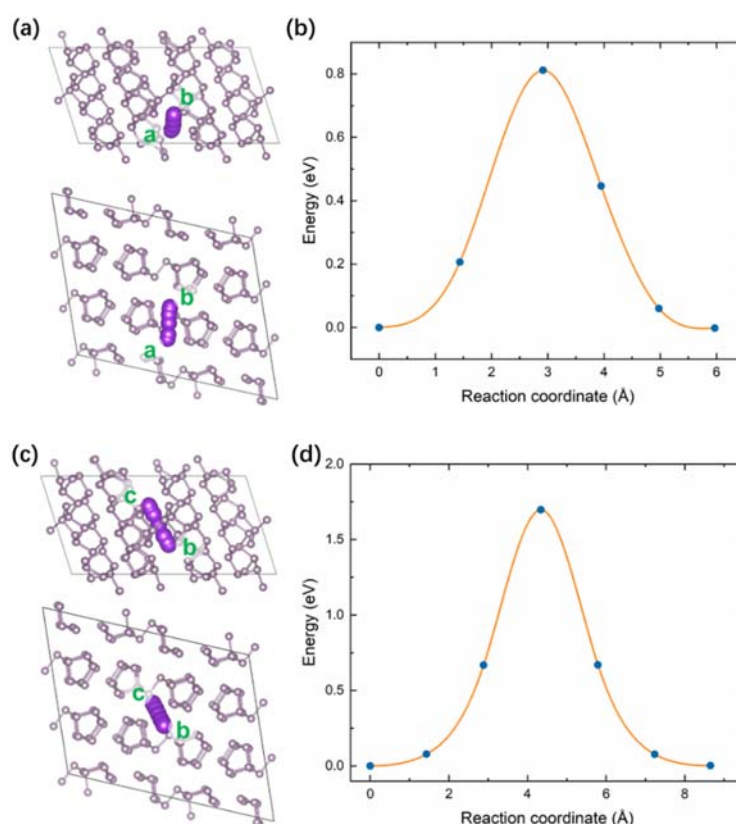 (a)
b
a
b
a
(b)
Energy (eV)
0.8
0.6
0.4
0.2
0.0
0 1 2 3 4 5 6
Reaction coordinate (Å)
(c)
c
b
c
b
(d)
Energy (eV)
2.0
1.5
1.0
0.5
0.0
0 2 4 6 8
Reaction coordinate (Å)